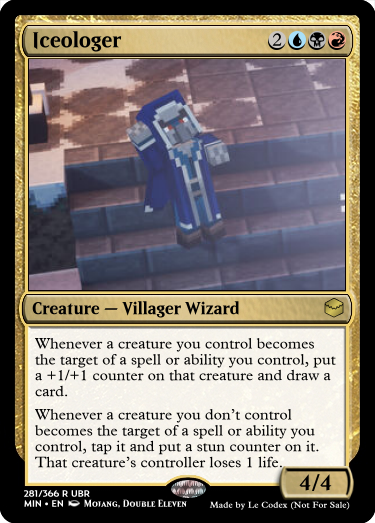 Iceologer 2
Creature — Villager Wizard
Whenever a creature you control becomes
the target of a spell or ability you control, put
a +1/+1 counter on that creature and draw a
card.
Whenever a creature you don't control
becomes the target of a spell or ability you
control, tap it and put a stun counter on it.
That creature's controller loses 1 life.
4/4
281/366 R UBR
MIN • EN Mojang, Double Eleven Made by Le Codex (Not For Sale)